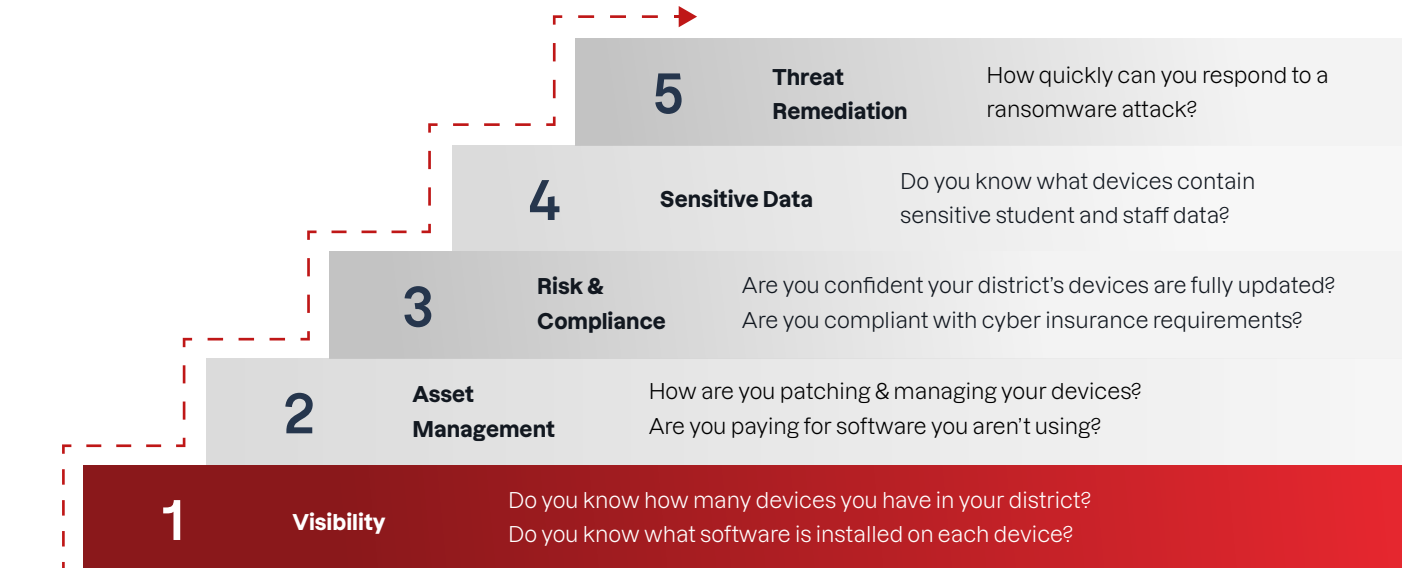 5
Threat
Remediation
How quickly can you respond to a
ransomware attack?
4
Sensitive Data
Do you know what devices contain
sensitive student and staff data?
3
Risk &
Compliance
Are you confident your district's devices are fully updated?
Are you compliant with cyber insurance requirements?
2
Asset
Management
How are you patching & managing your devices?
Are you paying for software you aren't using?
1
Visibility
Do you know how many devices you have in your district?
Do you know what software is installed on each device?